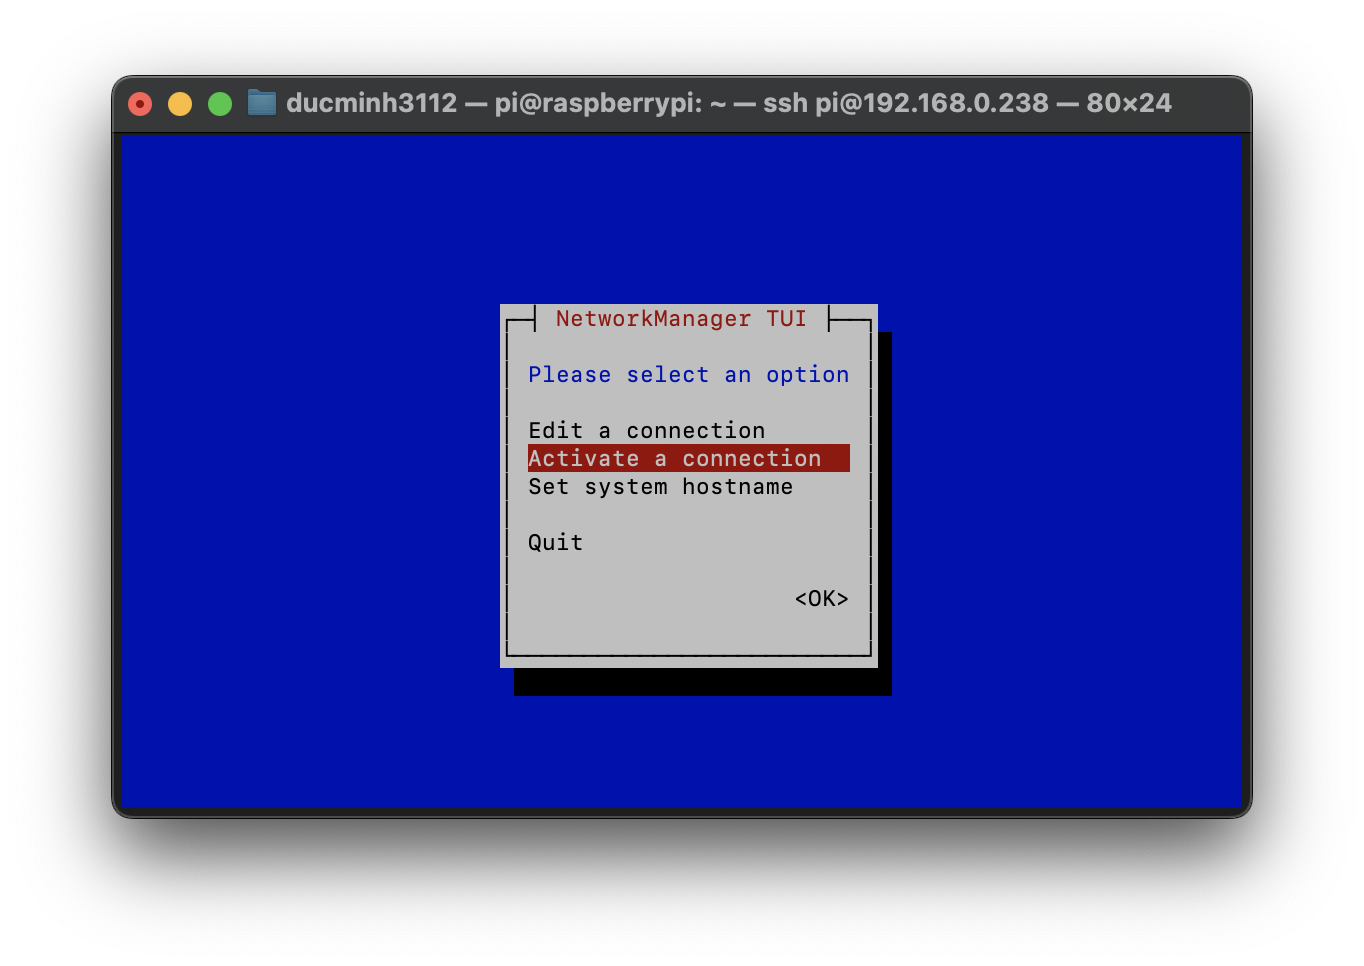 ducminh3112 — pi@raspberrypi: ~ — ssh pi@192.168.0.238 — 80×24
NetworkManager TUI
Please select an option
Edit a connection
Activate a connection
Set system hostname
Quit
<OK>